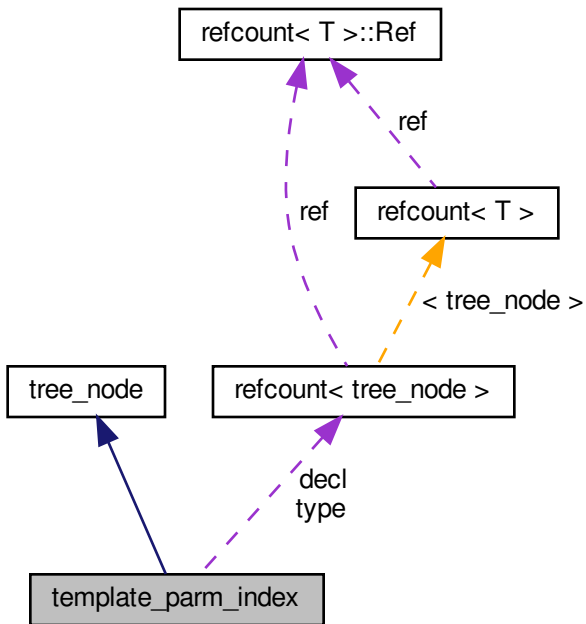 refcount< T >::Ref
ref
refcount< T >
ref
< tree_node >
tree_node
refcount< tree_node >
decl
type
template_parm_index